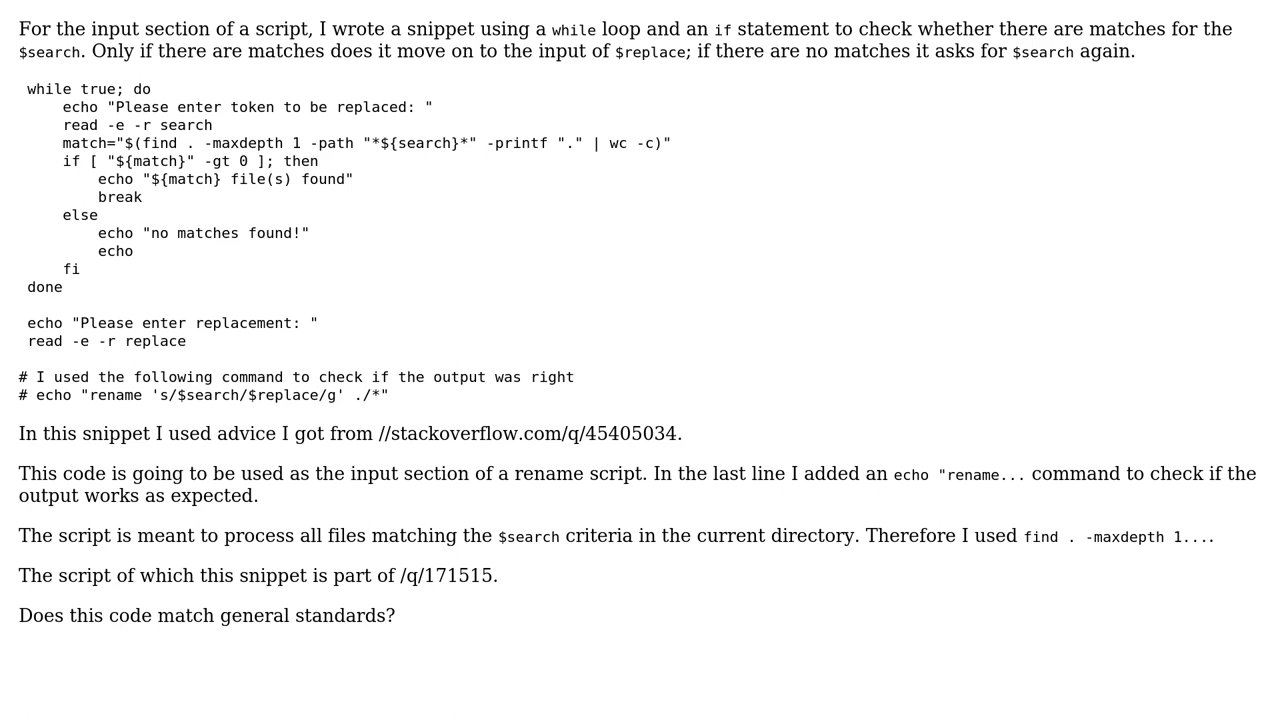 For the input section of a script, I wrote a snippet using a while loop and an if statement to check whether there are matches for the
$search. Only if there are matches does it move on to the input of $replace; if there are no matches it asks for $search again.
while true; do
    echo "Please enter token to be replaced: "
    read -e -r search
    match="$(find . -maxdepth 1 -path "*${search}*" -printf "." | wc -c)"
    if [ "${match}" -gt 0 ]; then
        echo "${match} file(s) found"
        break
    else
        echo "no matches found!"
        echo
    fi
done
echo "Please enter replacement: "
read -e -r replace
# I used the following command to check if the output was right
# echo "rename 's/$search/$replace/g' ./*"
In this snippet I used advice I got from //stackoverflow.com/q/45405034.
This code is going to be used as the input section of a rename script. In the last line I added an echo "rename... command to check if the
output works as expected.
The script is meant to process all files matching the $search criteria in the current directory. Therefore I used find . -maxdepth 1....
The script of which this snippet is part of /q/171515.
Does this code match general standards?